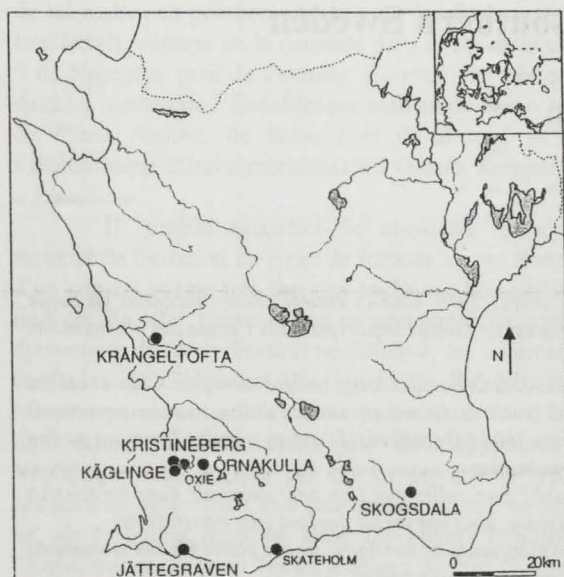 N
KRÅNGELTOFTA
KRISTINEBERG
KÄGLINGE
OXIE
ÖRNAKULLA
SKOGSDALA
JÄTTEGRAVEN
SKATEHOLM
0 20km